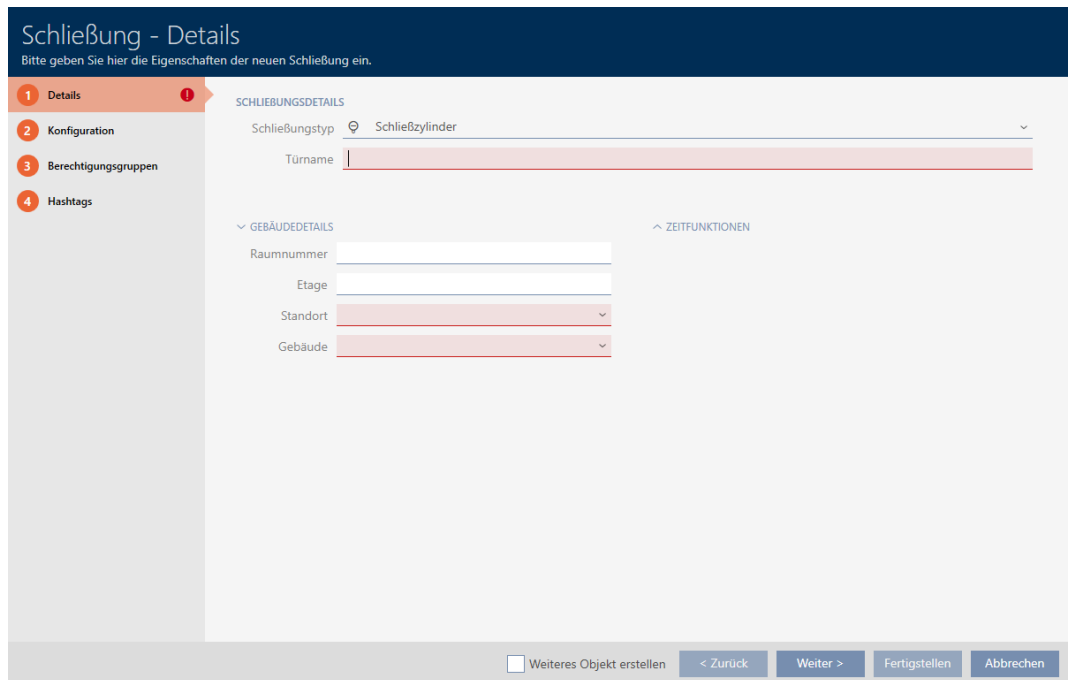 Schließung - Details
Bitte geben Sie hier die Eigenschaften der neuen Schließung ein.
1 Details !
2 Konfiguration
3 Berechtigungsgruppen
4 Hashtags
SCHLIEßUNGSDETAILS
Schließungstyp Schließzylinder
Türname
GEBÄUDEDETAILS
Raumnummer
Etage
Standort
Gebäude
ZEITFUNKTIONEN
Weiteres Objekt erstellen < Zurück Weiter > Fertigstellen Abbrechen